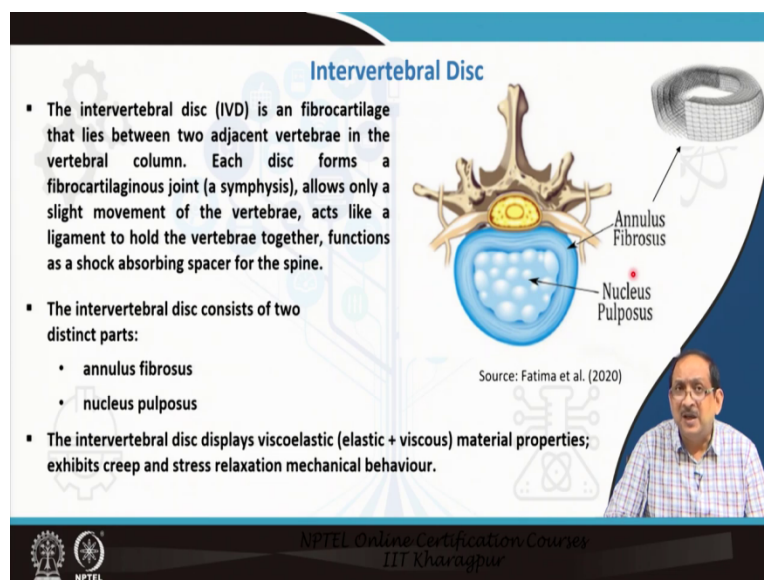 Intervertebral Disc
▪ The intervertebral disc (IVD) is an fibrocartilage
that lies between two adjacent vertebrae in the
vertebral column. Each disc forms a
fibrocartilaginous joint (a symphysis), allows only a
slight movement of the vertebrae, acts like a
ligament to hold the vertebrae together, functions
as a shock absorbing spacer for the spine.
▪ The intervertebral disc consists of two
distinct parts:
• annulus fibrosus
• nucleus pulposus
▪ The intervertebral disc displays viscoelastic (elastic + viscous) material properties;
exhibits creep and stress relaxation mechanical behaviour.
Annulus
Fibrosus
Nucleus
Pulposus
Source: Fatima et al. (2020)
NPTEL Online Certification Courses
IIT Kharagpur
NPTEL